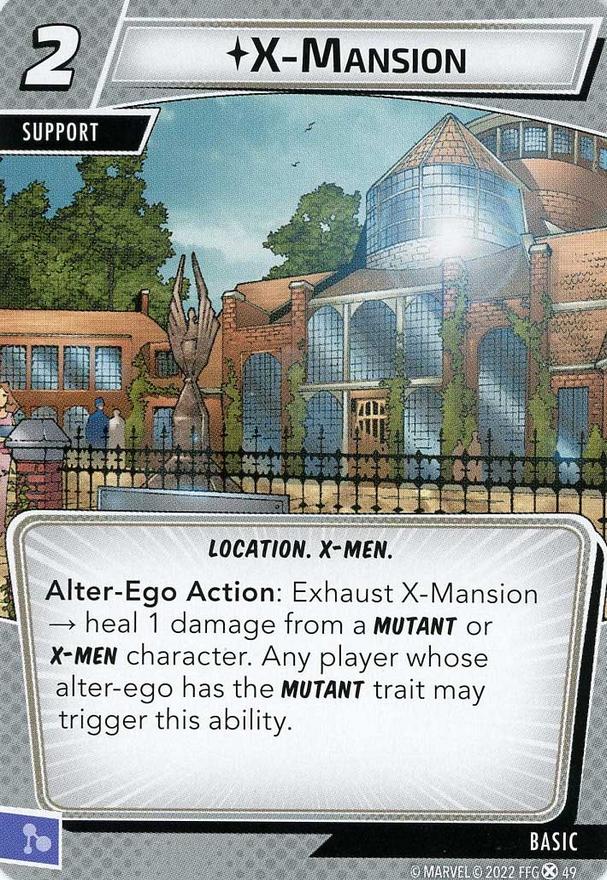 2
X-Mansion
SUPPORT
LOCATION. X-MEN.
Alter-Ego Action: Exhaust X-Mansion
→ heal 1 damage from a MUTANT or
X-MEN character. Any player whose
alter-ego has the MUTANT trait may
trigger this ability.
BASIC
© MARVEL © 2022 FFG 49